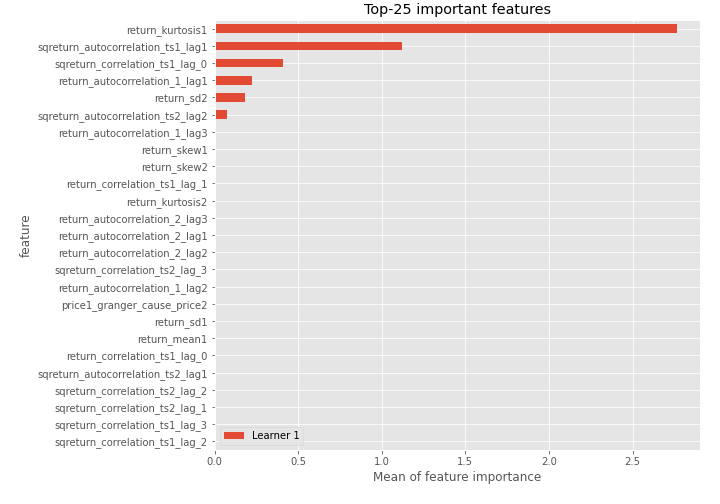 Top-25 important features
return_kurtosis1
sqreturn_autocorrelation_ts1_lag1
sqreturn_correlation_ts1_lag_0
return_autocorrelation_1_lag1
return_sd2
sqreturn_autocorrelation_ts2_lag2
return_autocorrelation_1_lag3
return_skew1
return_skew2
return_correlation_ts1_lag_1
return_kurtosis2
return_autocorrelation_2_lag3
return_autocorrelation_2_lag1
return_autocorrelation_2_lag2
sqreturn_correlation_ts2_lag_3
return_autocorrelation_1_lag2
price1_granger_cause_price2
return_sd1
return_mean1
return_correlation_ts1_lag_0
sqreturn_autocorrelation_ts2_lag1
sqreturn_correlation_ts2_lag_2
sqreturn_correlation_ts2_lag_1
sqreturn_correlation_ts1_lag_3
sqreturn_correlation_ts1_lag_2
feature
Learner 1
0.0 0.5 1.0 1.5 2.0 2.5
Mean of feature importance